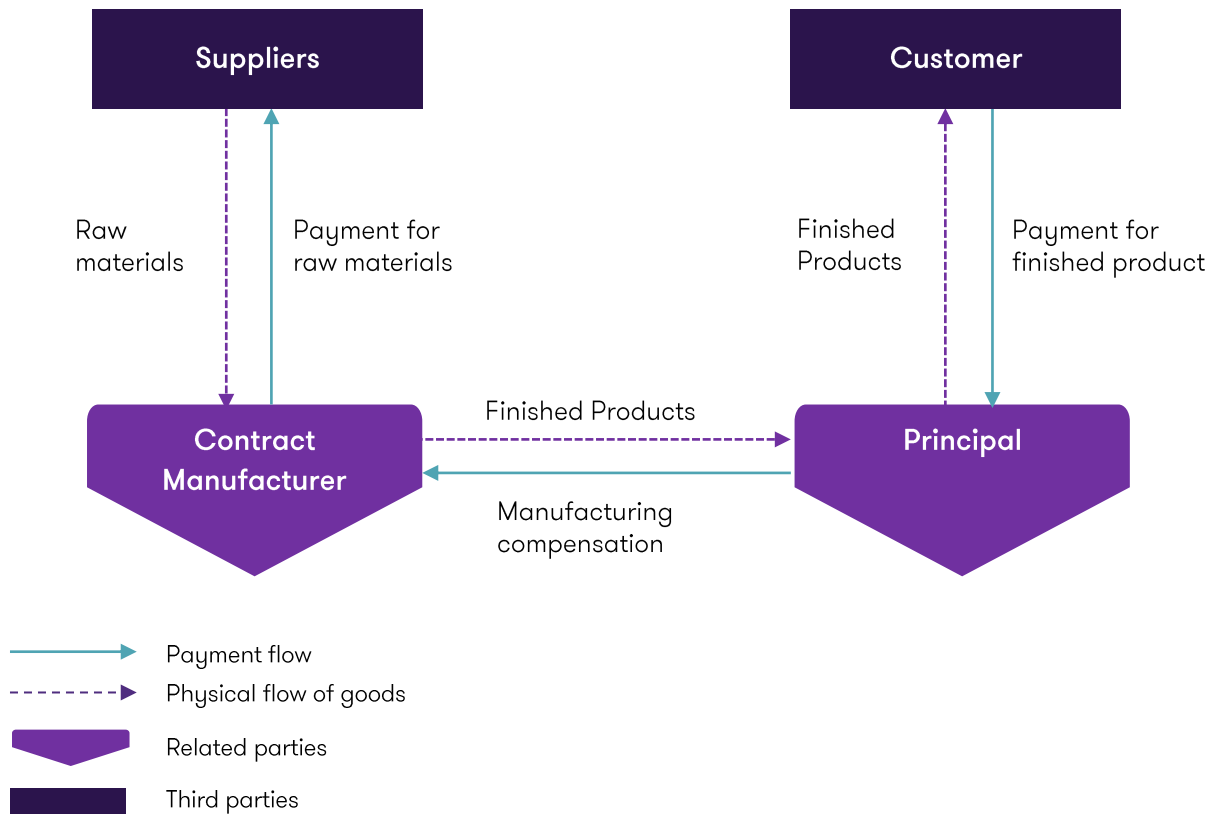 Suppliers
Customer
Raw
materials
Payment for
raw materials
Finished
Products
Payment for
finished product
Contract
Manufacturer
Finished Products
Principal
Manufacturing
compensation
Payment flow
Physical flow of goods
Related parties
Third parties